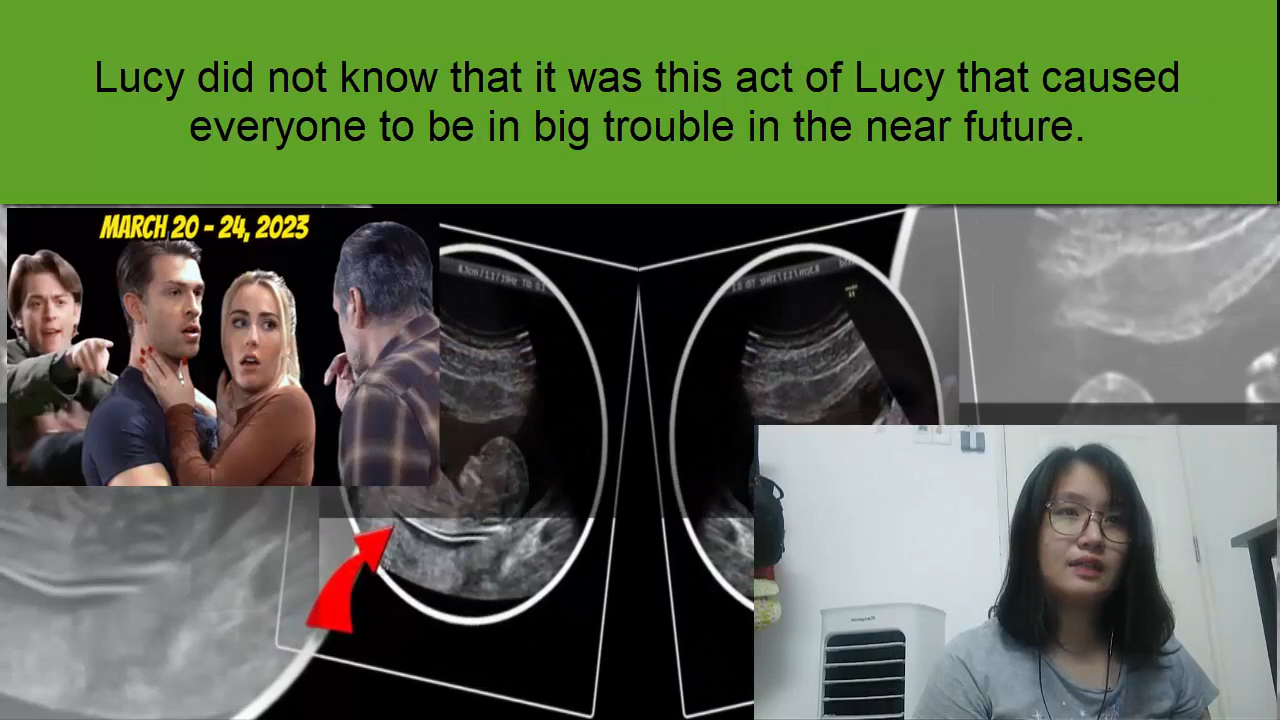 Lucy did not know that it was this act of Lucy that caused
everyone to be in big trouble in the near future.
MARCH 20 - 24, 2023